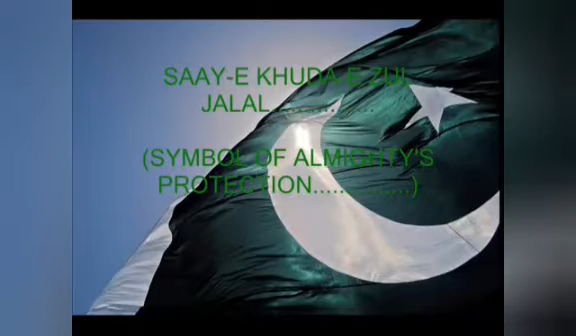 SAAY-E KHUDA-E ZUL
JALAL...............
(SYMBOL OF ALMIGHTY'S
PROTECTION..............)